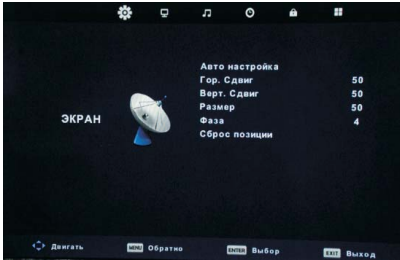 Авто настройка
Гор. Сдвиг 50
Верт. Сдвиг 50
Размер 50
Фаза 4
Сброс позиции
ЭКРАН
Двигать MENU Обратно ENTER Выбор EXIT Выход